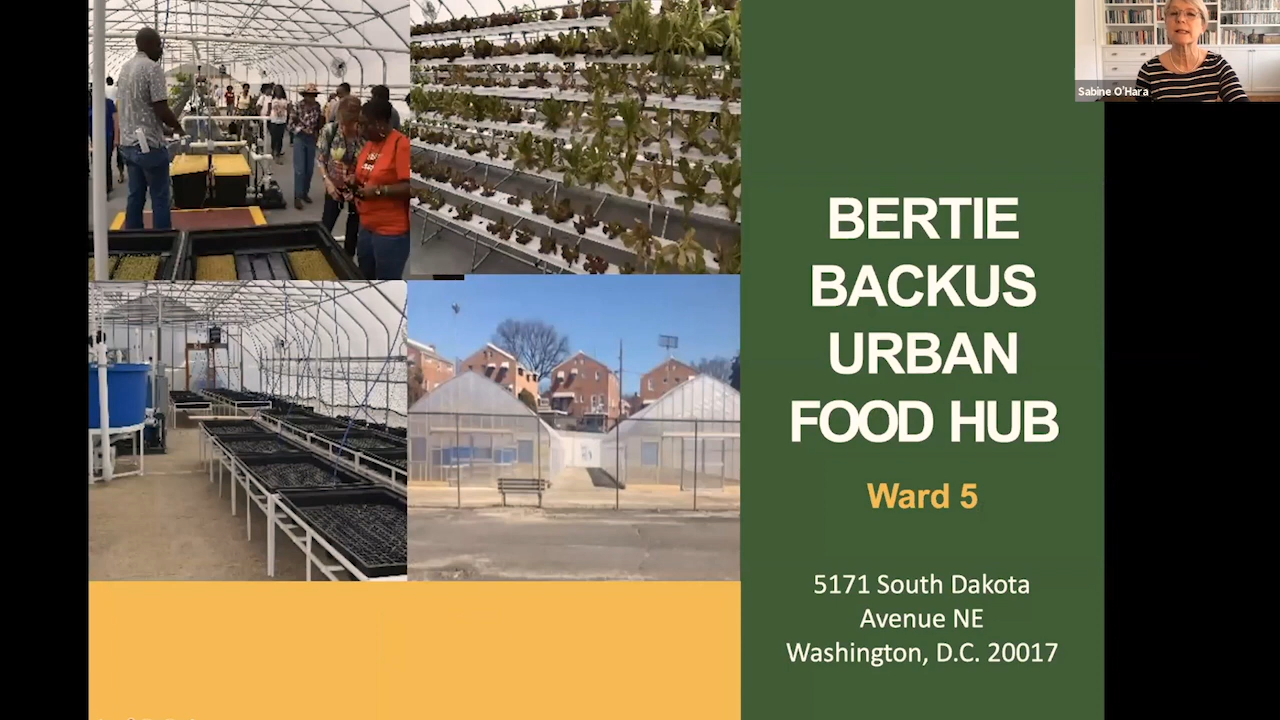 Sabine O'Hara
BERTIE
BACKUS
URBAN
FOOD HUB
Ward 5
5171 South Dakota
Avenue NE
Washington, D.C. 20017